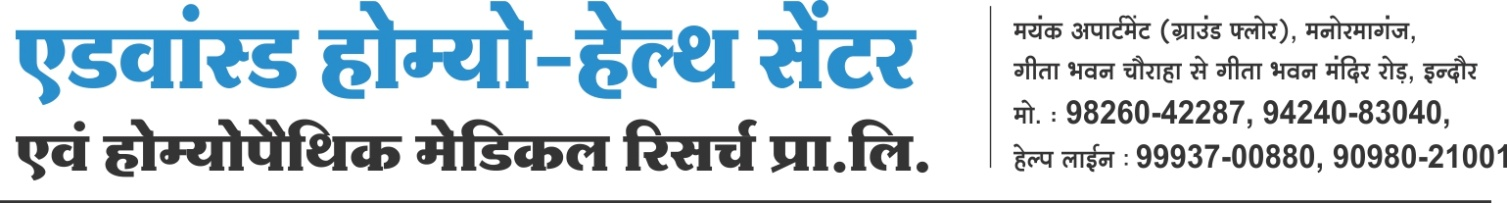 एडवांस्ड होम्यो-हेल्थ सेंटर
एवं होम्योपैथिक मेडिकल रिसर्च प्रा.लि.
मयंक अपार्टमेंट (ग्राउंड फ्लोर), मनोरमागंज,
गीता भवन चौराहा से गीता भवन मंदिर रोड़, इन्दौर
मो. : 98260-42287, 94240-83040,
हेल्प लाईन : 99937-00880, 90980-21001